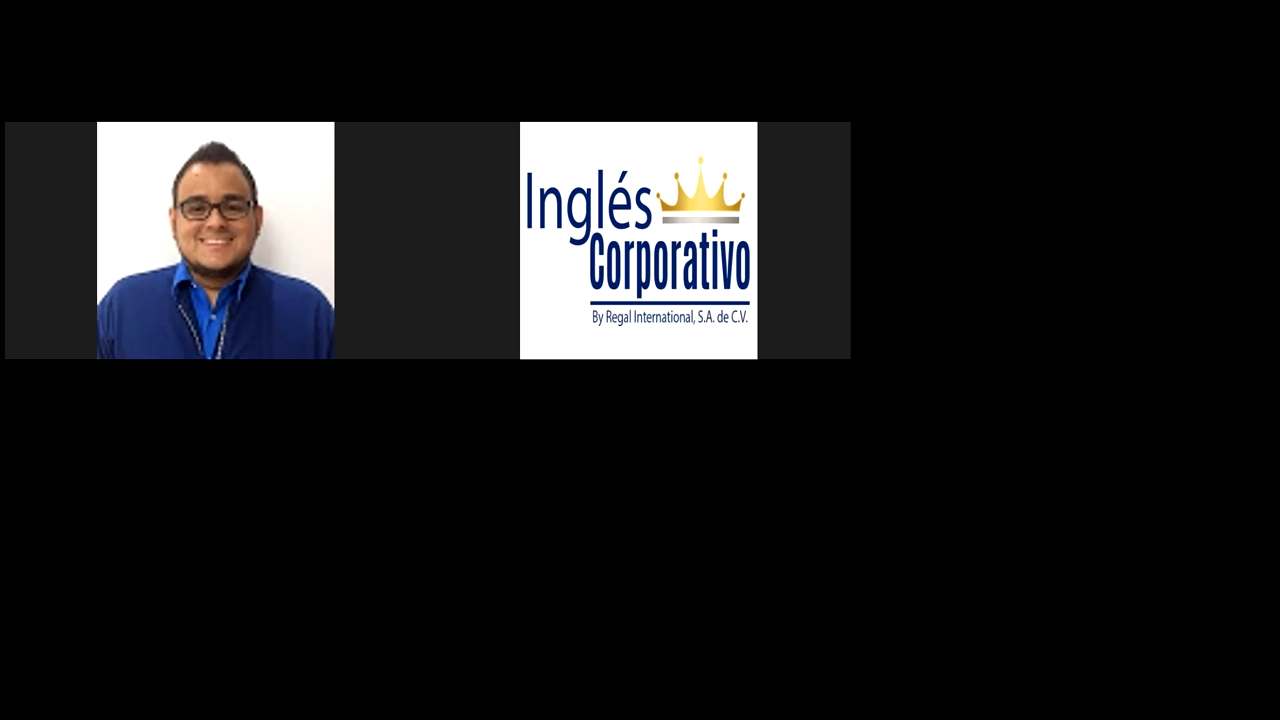 Inglés
Corporativo
By Regal International, S.A. de C.V.